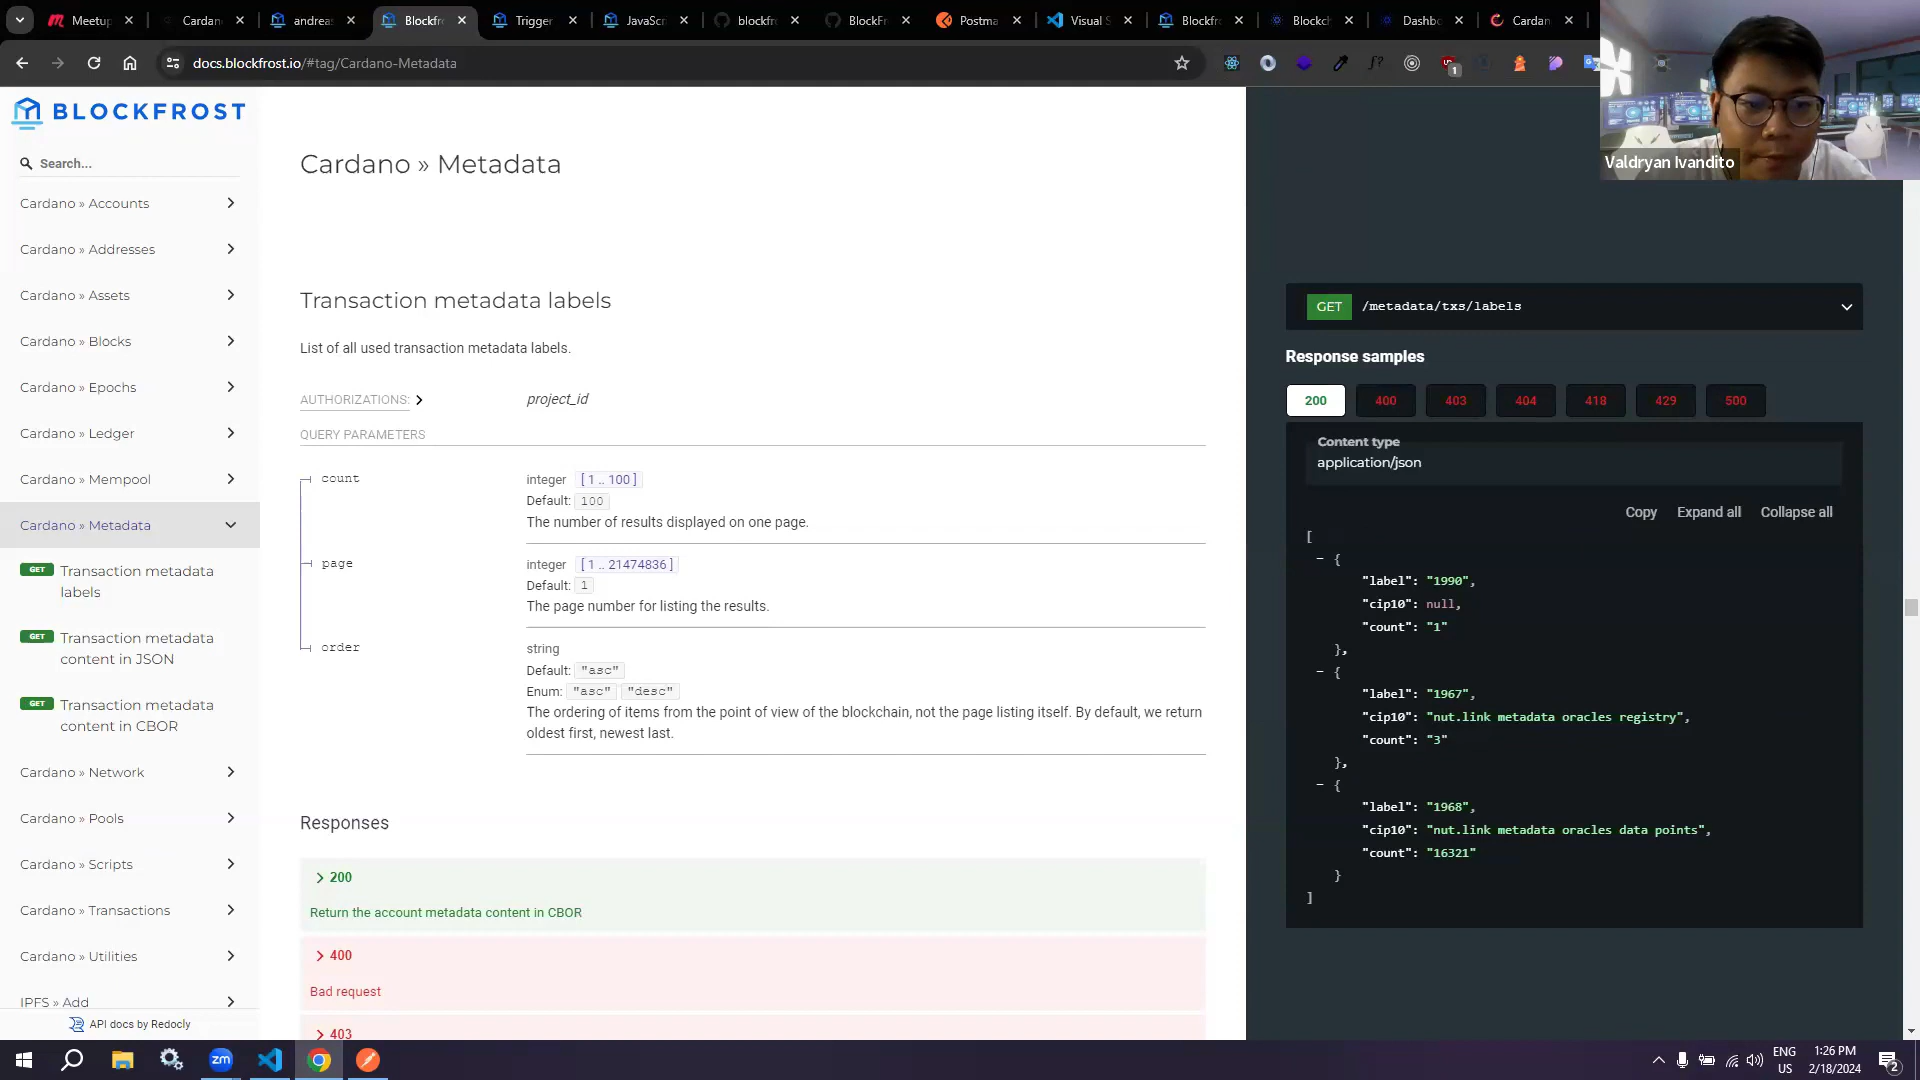 Meetup
Cardan
andreas
Blockfr
Trigger
JavaScri
blockfr
BlockFr
Postma
Visual S
Blockfr
Blockch
Dashbo
Cardan
docs.blockfrost.io/#tag/Cardano-Metadata
1
Valdryan Ivandito
BLOCKFROST
Search...
Cardano » Accounts
Cardano » Addresses
Cardano » Assets
Cardano » Blocks
Cardano » Epochs
Cardano » Ledger
Cardano » Mempool
Cardano » Metadata
GET Transaction metadata
labels
GET Transaction metadata
content in JSON
GET Transaction metadata
content in CBOR
Cardano » Network
Cardano » Pools
Cardano » Scripts
Cardano » Transactions
Cardano » Utilities
IPFS » Add
API docs by Redocly
Cardano » Metadata
Transaction metadata labels
List of all used transaction metadata labels.
AUTHORIZATIONS: project_id
QUERY PARAMETERS
count integer [ 1 .. 100 ]
Default: 100
The number of results displayed on one page.
page integer [ 1 .. 21474836 ]
Default: 1
The page number for listing the results.
order string
Default: "asc"
Enum: "asc" "desc"
The ordering of items from the point of view of the blockchain, not the page listing itself. By default, we return
oldest first, newest last.
Responses
200
Return the account metadata content in CBOR
400
Bad request
403
GET /metadata/txs/labels
Response samples
200 400 403 404 418 429 500
Content type
application/json
Copy Expand all Collapse all
[
- {
"label": "1990",
"cip10": null,
"count": "1"
},
- {
"label": "1967",
"cip10": "nut.link metadata oracles registry",
"count": "3"
},
- {
"label": "1968",
"cip10": "nut.link metadata oracles data points",
"count": "16321"
}
]
zm
ENG
US
1:26 PM
2/18/2024
2